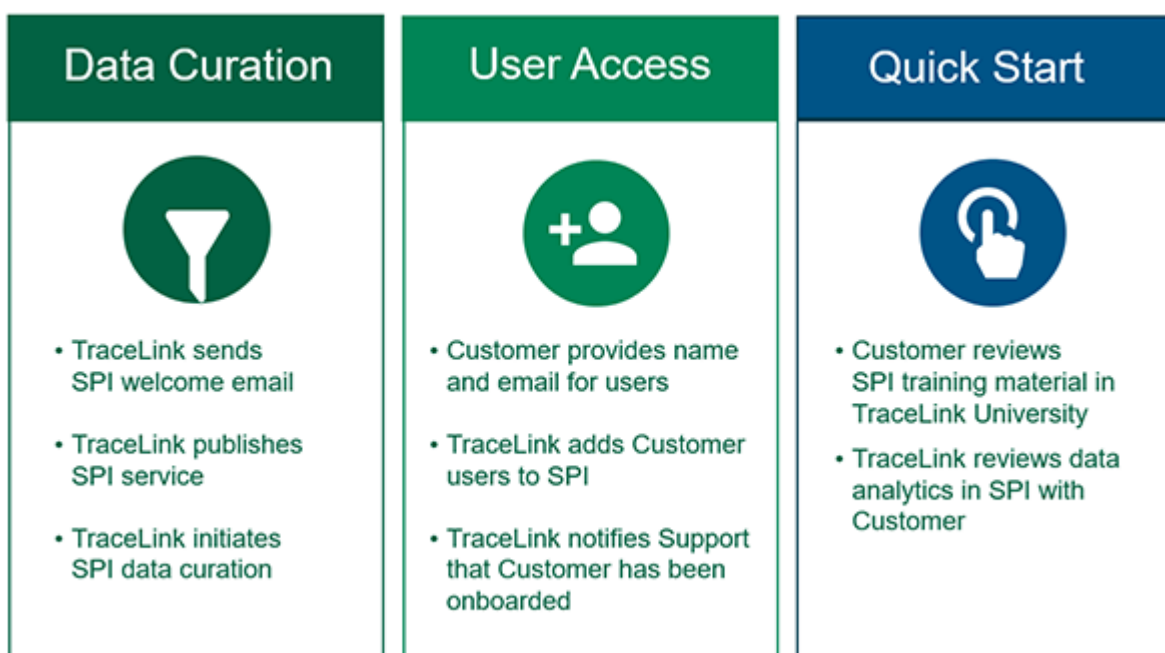 Data Curation
• TraceLink sends
SPI welcome email
• TraceLink publishes
SPI service
• TraceLink initiates
SPI data curation
User Access
• Customer provides name
and email for users
• TraceLink adds Customer
users to SPI
• TraceLink notifies Support
that Customer has been
onboarded
Quick Start
• Customer reviews
SPI training material in
TraceLink University
• TraceLink reviews data
analytics in SPI with
Customer